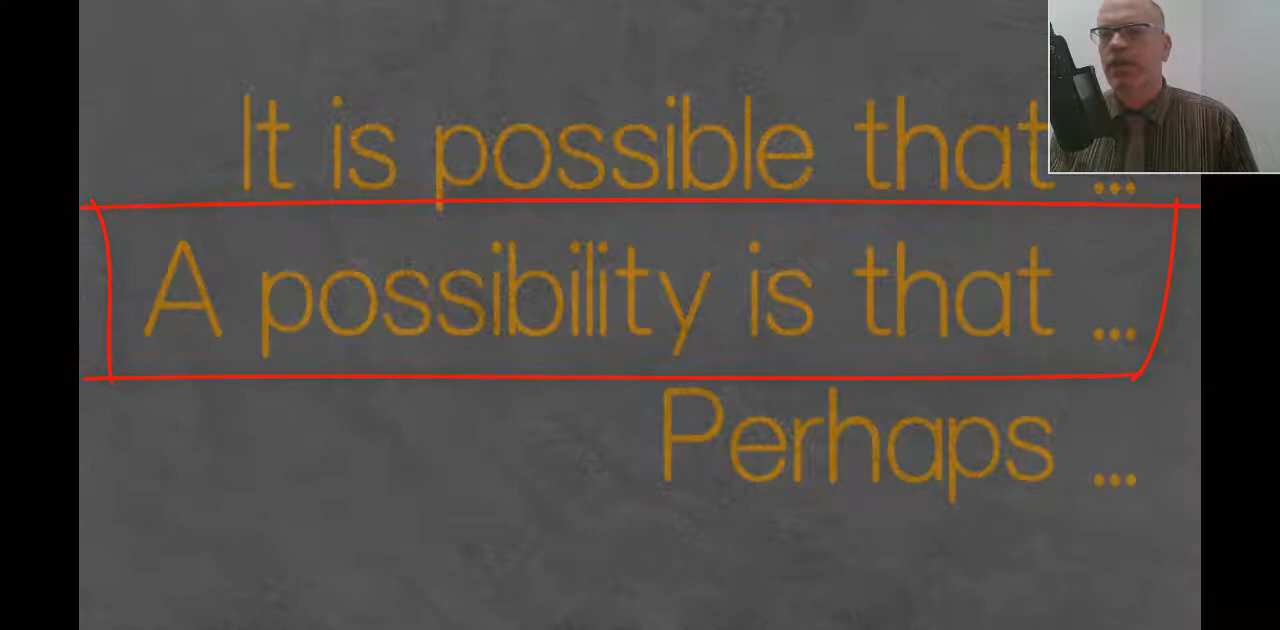 It is possible that ...
A possibility is that ...
Perhaps ...